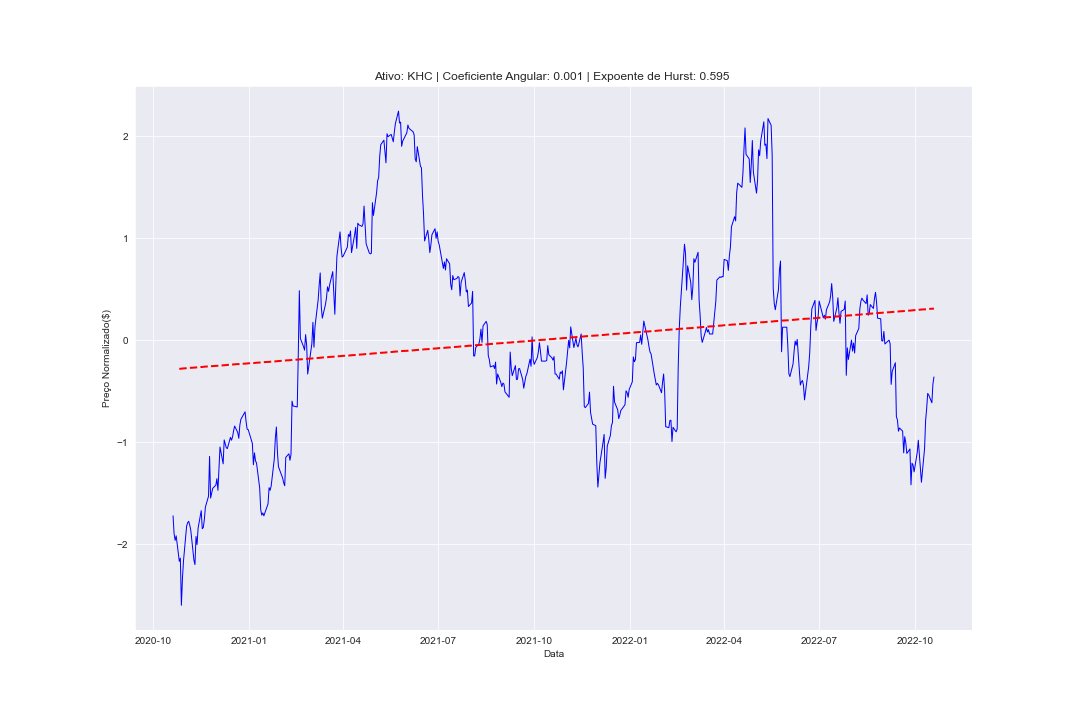 Ativo: KHC | Coeficiente Angular: 0.001 | Expoente de Hurst: 0.595
Preço Normalizado($)
2
1
0
−1
−2
2020-10 2021-01 2021-04 2021-07 2021-10 2022-01 2022-04 2022-07 2022-10
Data